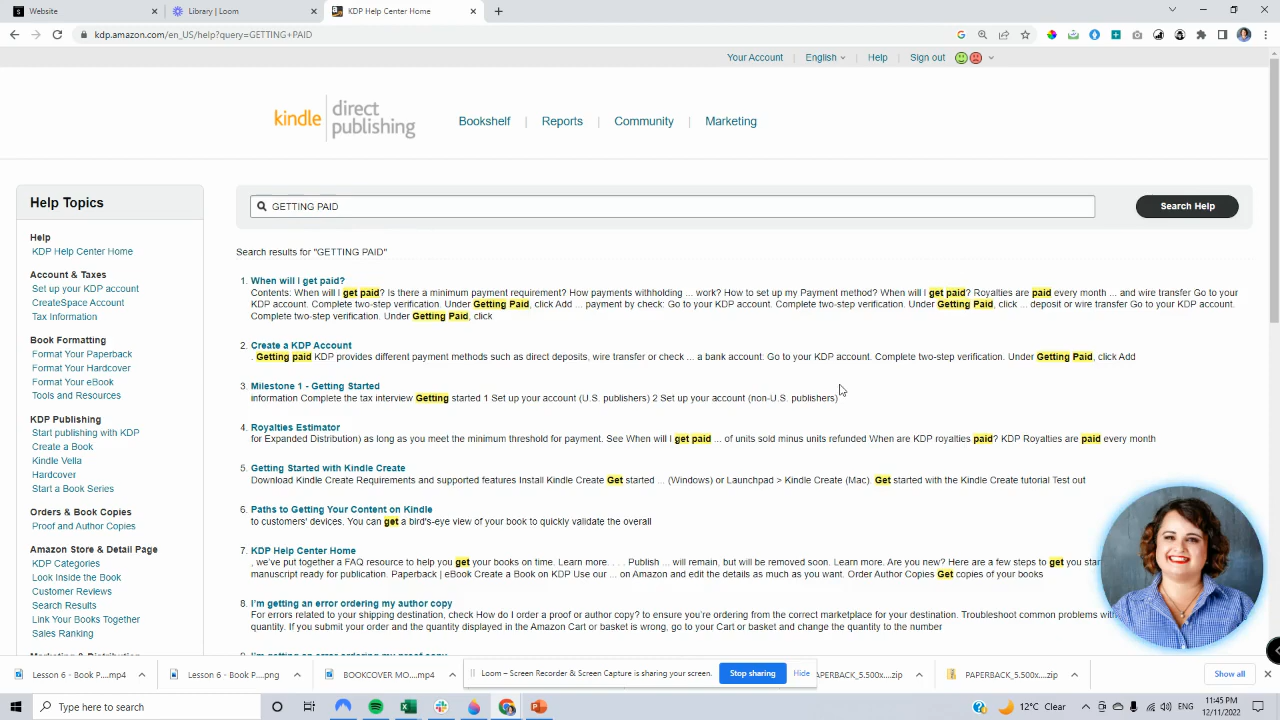 Website
Library | Loom
KDP Help Center Home
kdp.amazon.com/en_US/help?query=GETTING+PAID
Your Account | English | Help | Sign out
kindle direct publishing
Bookshelf | Reports | Community | Marketing
Help Topics
GETTING PAID
Search Help
Help
KDP Help Center Home
Account & Taxes
Set up your KDP account
CreateSpace Account
Tax Information
Book Formatting
Format Your Paperback
Format Your Hardcover
Format Your eBook
Tools and Resources
KDP Publishing
Start publishing with KDP
Create a Book
Kindle Vella
Hardcover
Start a Book Series
Orders & Book Copies
Proof and Author Copies
Amazon Store & Detail Page
KDP Categories
Look Inside the Book
Customer Reviews
Search Results
Link Your Books Together
Sales Ranking
Search results for "GETTING PAID"
1. When will I get paid?
Contents: When will I get paid? Is there a minimum payment requirement? How payments withholding ... work? How to set up my Payment method? When will I get paid? Royalties are paid every month ... and wire transfer Go to your
KDP account. Complete two-step verification. Under Getting Paid, click Add ... payment by check: Go to your KDP account. Complete two-step verification. Under Getting Paid, click ... deposit or wire transfer Go to your KDP account.
Complete two-step verification. Under Getting Paid, click
2. Create a KDP Account
. Getting paid KDP provides different payment methods such as direct deposits, wire transfer or check ... a bank account. Go to your KDP account. Complete two-step verification. Under Getting Paid, click Add
3. Milestone 1 - Getting Started
information Complete the tax interview Getting started 1 Set up your account (U.S. publishers) 2 Set up your account (non-U.S. publishers)
4. Royalties Estimator
for Expanded Distribution) as long as you meet the minimum threshold for payment. See When will I get paid ... of units sold minus units refunded When are KDP royalties paid? KDP Royalties are paid every month
5. Getting Started with Kindle Create
Download Kindle Create Requirements and supported features Install Kindle Create Get started ... (Windows) or Launchpad > Kindle Create (Mac). Get started with the Kindle Create tutorial Test out
6. Paths to Getting Your Content on Kindle
to customers' devices. You can get a bird's-eye view of your book to quickly validate the overall
7. KDP Help Center Home
, we've put together a FAQ resource to help you get your books on time. Learn more. . . . Publish ... will remain, but will be removed soon. Learn more. Are you new? Here are a few steps to get you
manuscript ready for publication. Paperback | eBook Create a Book on KDP Use our ... on Amazon and edit the details as much as you want. Order Author Copies Get copies of your books
8. I'm getting an error ordering my author copy
For errors related to your shipping destination, check How do I order a proof or author copy? to ensure you're ordering from the correct marketplace for your destination. Troubleshoot common problems
quantity. If you submit your order and the quantity displayed in the Amazon Cart or basket is wrong, go to your Cart or basket and change the quantity to the number
Lesson 6 - Book P....mp4
Lesson 6 - Book P....png
BOOKCOVER MO....mp4
Loom – Screen Recorder & Screen Capture is sharing your screen.
Stop sharing
Hide
PAPERBACK_5.500x....zip
PAPERBACK_5.500x....zip
Show all
Type here to search
12°C Clear
11:45 PM
12/11/2022